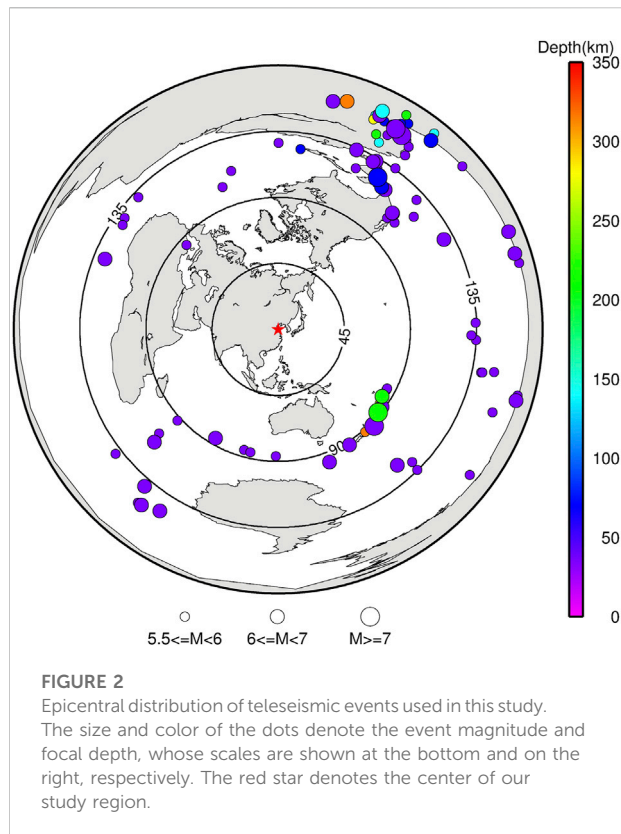 Depth(km)
350
300
250
200
150
100
50
0
135
135
45
90
5.5<=M<6
6<=M<7
M>=7
FIGURE 2
Epicentral distribution of teleseismic events used in this study.
The size and color of the dots denote the event magnitude and
focal depth, whose scales are shown at the bottom and on the
right, respectively. The red star denotes the center of our
study region.